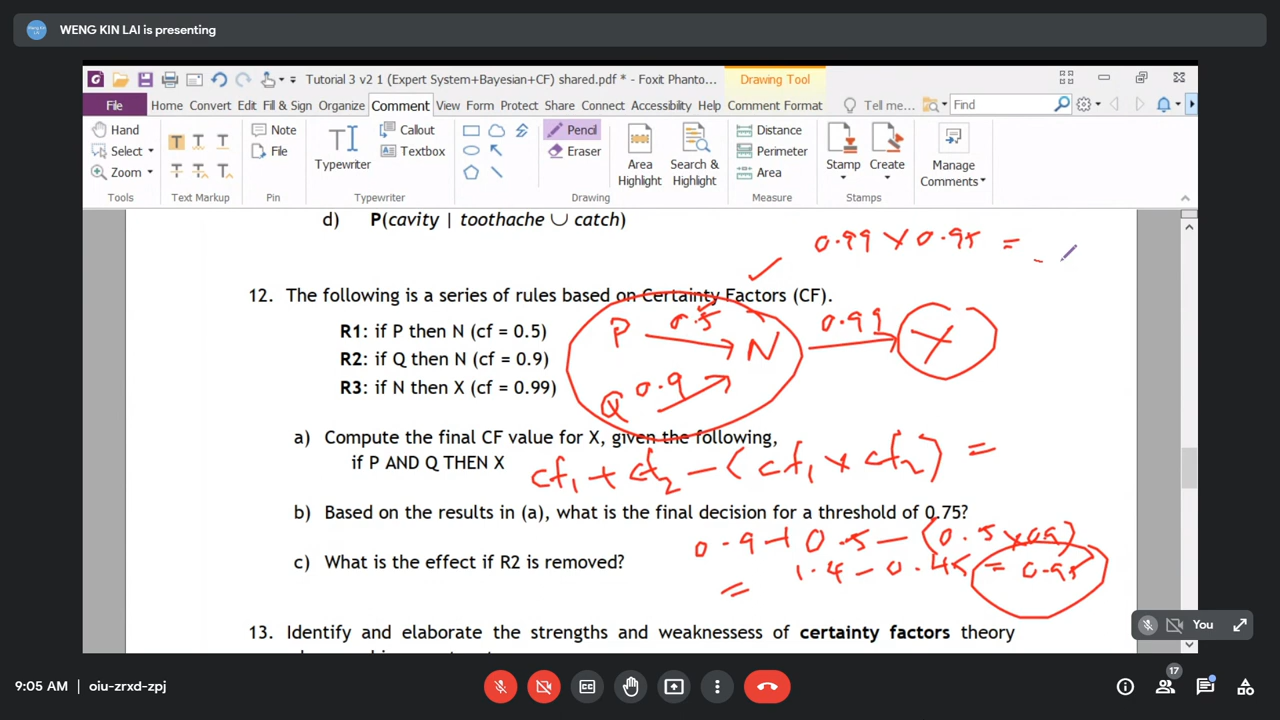 WENG KIN LAI is presenting
Tutorial 3 v2 1 (Expert System+Bayesian+CF) shared.pdf * - Foxit Phanto...
Drawing Tool
File Home Convert Edit Fill & Sign Organize Comment View Form Protect Share Connect Accessibility Help Comment Format Tell me... Find
Hand
Select
Zoom
Tools
Text Markup
Note
File
Pin
Typewriter
Callout
Textbox
Typewriter
Pencil
Eraser
Drawing
Area Highlight
Search & Highlight
Distance
Perimeter
Area
Measure
Stamp
Create
Stamps
Manage Comments
d) P(cavity | toothache ∪ catch)
0.99 × 0.95 =
12. The following is a series of rules based on Certainty Factors (CF).
R1: if P then N (cf = 0.5)
R2: if Q then N (cf = 0.9)
R3: if N then X (cf = 0.99)
P 0.5 N 0.99 X
Q 0.9
a) Compute the final CF value for X, given the following,
if P AND Q THEN X
cf1 + cf2 - (cf1 × cf2) =
b) Based on the results in (a), what is the final decision for a threshold of 0.75?
0.9 + 0.5 - (0.5 × 0.9)
c) What is the effect if R2 is removed?
= 1.4 - 0.45 = 0.95
13. Identify and elaborate the strengths and weaknessess of certainty factors theory
You
9:05 AM | oiu-zrxd-zpj
17